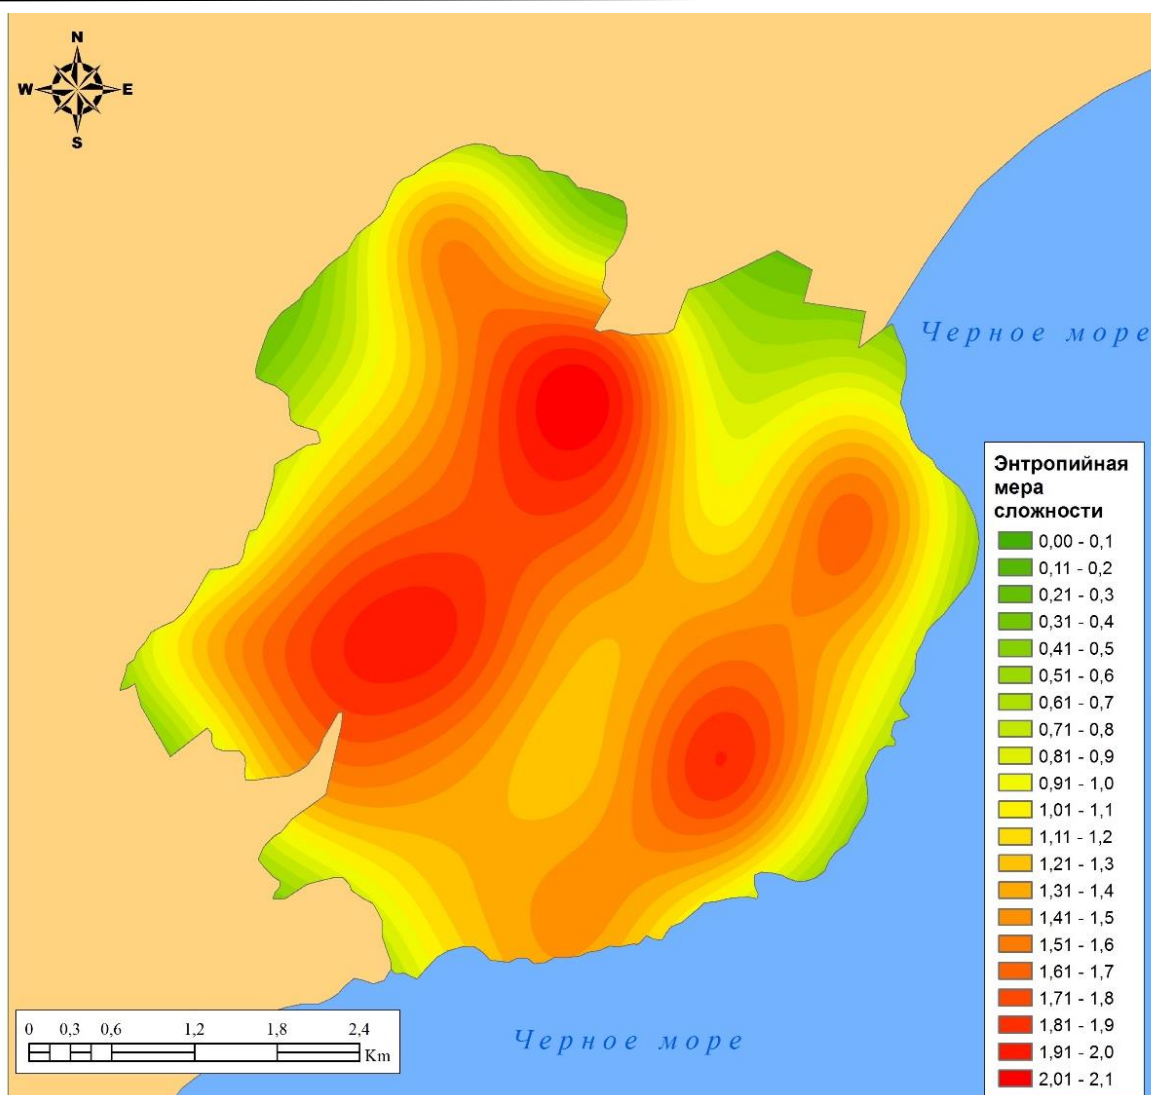 N
W E
S
Черное море
Энтропийная
мера
сложности
0,00 - 0,1
0,11 - 0,2
0,21 - 0,3
0,31 - 0,4
0,41 - 0,5
0,51 - 0,6
0,61 - 0,7
0,71 - 0,8
0,81 - 0,9
0,91 - 1,0
1,01 - 1,1
1,11 - 1,2
1,21 - 1,3
1,31 - 1,4
1,41 - 1,5
1,51 - 1,6
1,61 - 1,7
1,71 - 1,8
1,81 - 1,9
1,91 - 2,0
2,01 - 2,1
0 0,3 0,6 1,2 1,8 2,4
Km
Черное море